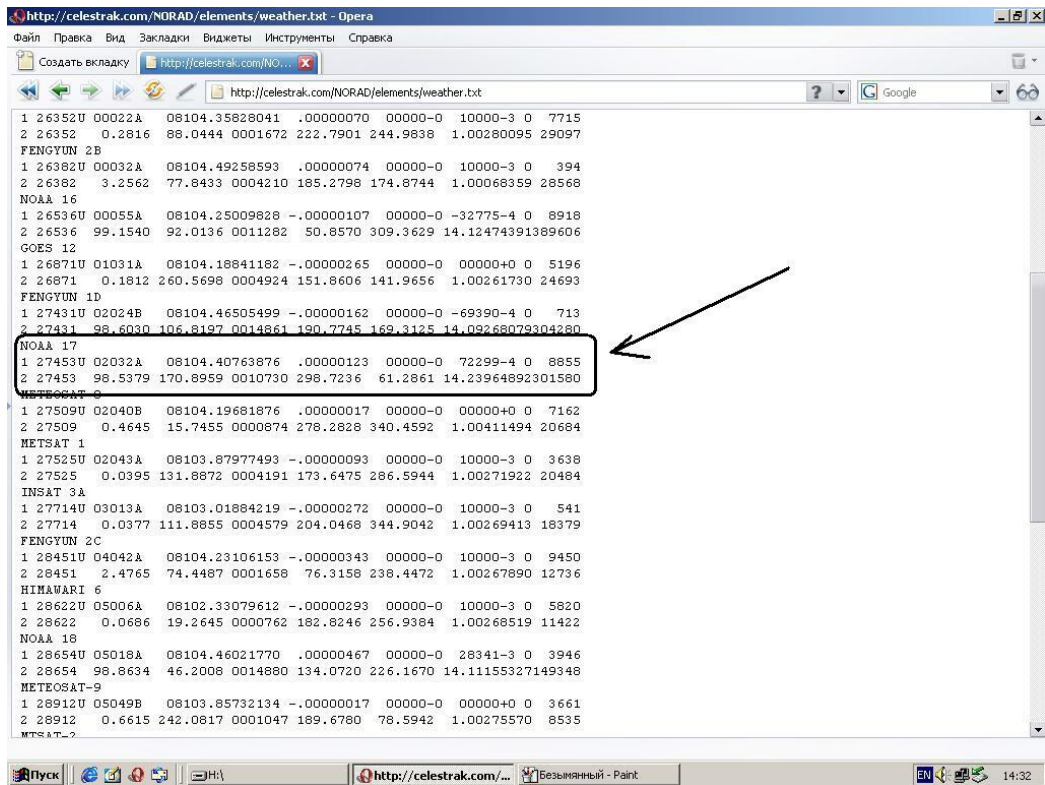 http://celestrak.com/NORAD/elements/weather.txt - Opera
Файл Правка Вид Закладки Виджеты Инструменты Справка
Создать вкладку http://celestrak.com/NO...
http://celestrak.com/NORAD/elements/weather.txt ? Google
1 26352U 00022A   08104.35828041  .00000070  00000-0  10000-3 0  7715
2 26352   0.2816  88.0444 0001672 222.7901 244.9838  1.00280095 29097
FENGYUN 2B
1 26382U 00032A   08104.49258593  .00000074  00000-0  10000-3 0   394
2 26382   3.2562  77.8433 0004210 185.2798 174.8744  1.00068359 28568
NOAA 16
1 26536U 00055A   08104.25009828 -.00000107  00000-0 -32775-4 0  8918
2 26536  99.1540  92.0136 0011282  50.8570 309.3629 14.12474391389606
GOES 12
1 26871U 01031A   08104.18841182 -.00000265  00000-0  00000+0 0  5196
2 26871   0.1812 260.5698 0004924 151.8606 141.9656  1.00261730 24693
FENGYUN 1D
1 27431U 02024B   08104.46505499 -.00000162  00000-0 -69390-4 0   713
2 27431  98.6030 106.8197 0014861 190.7745 169.3125 14.09268079304280
NOAA 17
1 27453U 02032A   08104.40763876  .00000123  00000-0  72299-4 0  8855
2 27453  98.5379 170.8959 0010730 298.7236  61.2861 14.23964892301580
METEOSAT-8
1 27509U 02040B   08104.19681876  .00000017  00000-0  00000+0 0  7162
2 27509   0.4645  15.7455 0000874 278.2828 340.4592  1.00411494 20684
METSAT 1
1 27525U 02043A   08103.87977493 -.00000093  00000-0  10000-3 0  3638
2 27525   0.0395 131.8872 0004191 173.6475 286.5944  1.00271922 20484
INSAT 3A
1 27714U 03013A   08103.01884219 -.00000272  00000-0  10000-3 0   541
2 27714   0.0377 111.8855 0004579 204.0468 344.9042  1.00269413 18379
FENGYUN 2C
1 28451U 04042A   08104.23106153 -.00000343  00000-0  10000-3 0  9450
2 28451   2.4765  74.4487 0001658  76.3158 238.4472  1.00267890 12736
HIMAWARI 6
1 28622U 05006A   08102.33079612 -.00000293  00000-0  10000-3 0  5820
2 28622   0.0686  19.2645 0000762 182.8246 256.9384  1.00268519 11422
NOAA 18
1 28654U 05018A   08104.46021770  .00000467  00000-0  28341-3 0  3946
2 28654  98.8634  46.2008 0014880 134.0720 226.1670 14.11155327149348
METEOSAT-9
1 28912U 05049B   08103.85732134 -.00000017  00000-0  00000+0 0  3661
2 28912   0.6615 242.0817 0001047 189.6780  78.5942  1.00275570  8535
MTSAT-2
Пуск H:\ http://celestrak.com/... Безымянный - Paint EN 14:32